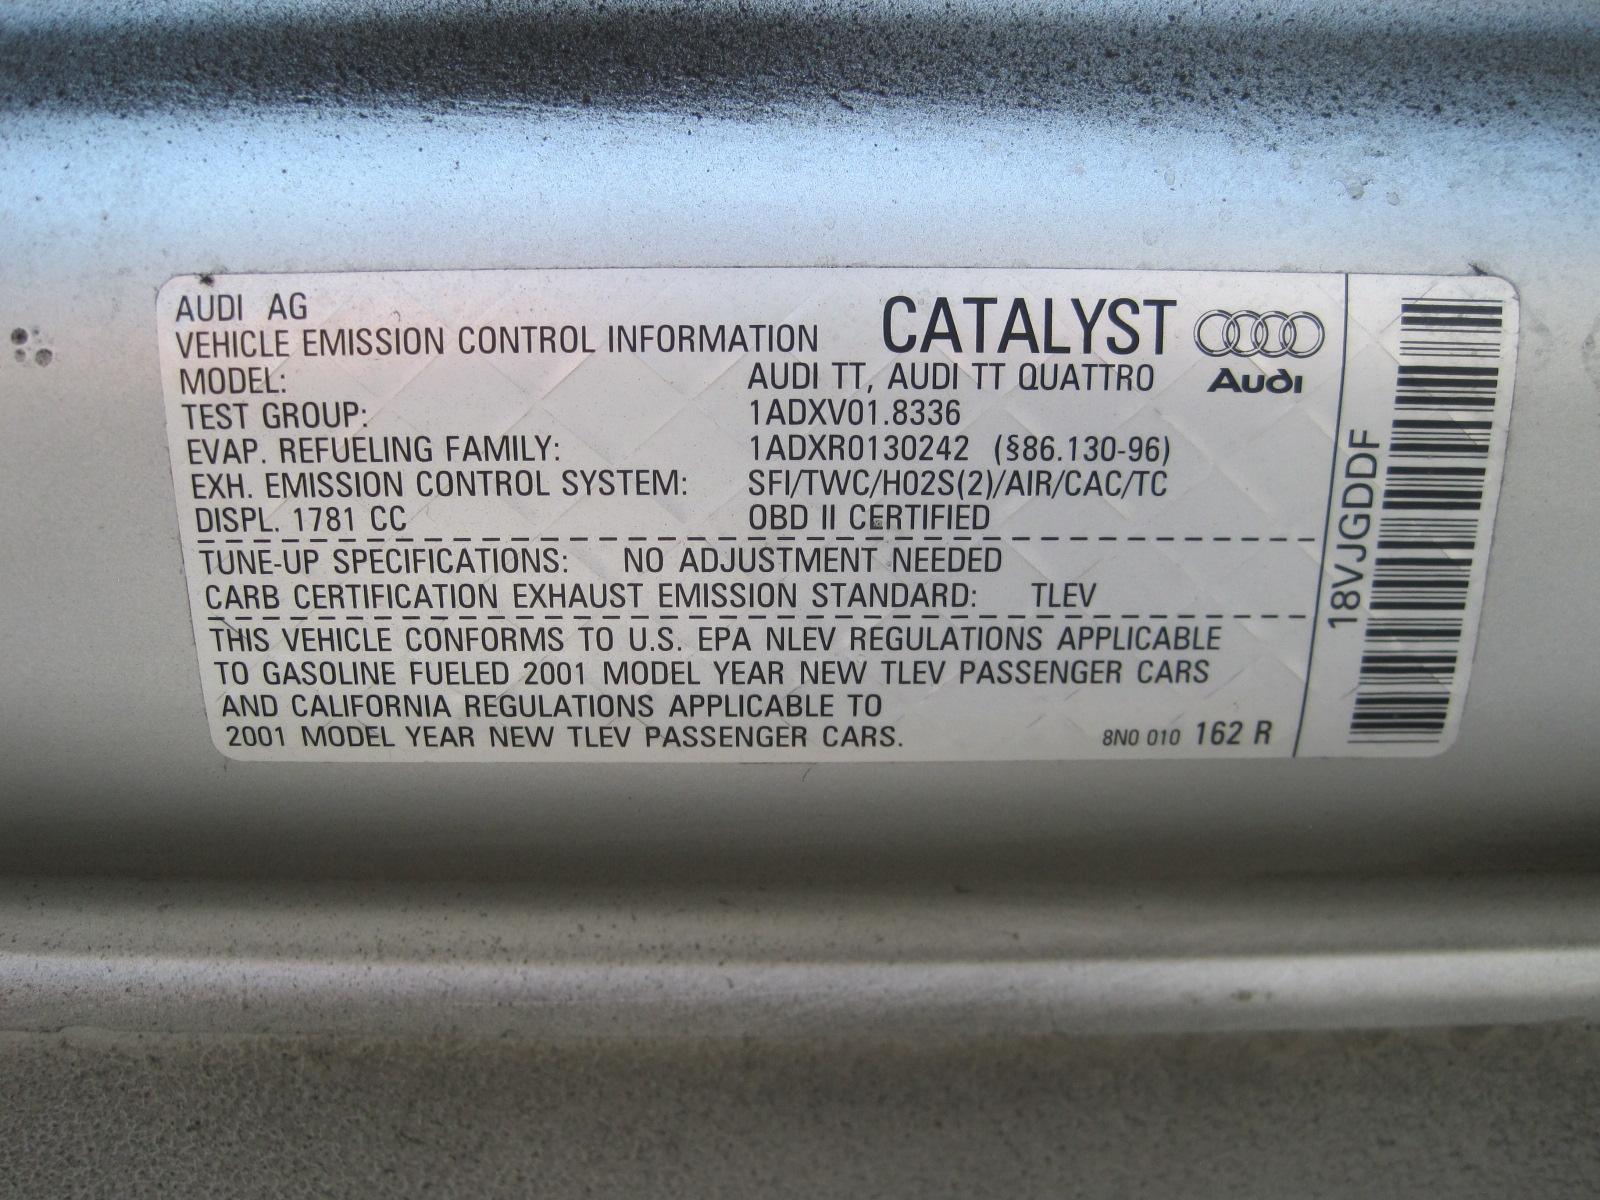 AUDI AG
VEHICLE EMISSION CONTROL INFORMATION CATALYST
MODEL: AUDI TT, AUDI TT QUATTRO Audi
TEST GROUP: 1ADXV01.8336
EVAP. REFUELING FAMILY: 1ADXR0130242 (§86.130-96)
EXH. EMISSION CONTROL SYSTEM: SFI/TWC/H02S(2)/AIR/CAC/TC
DISPL. 1781 CC OBD II CERTIFIED
TUNE-UP SPECIFICATIONS: NO ADJUSTMENT NEEDED
CARB CERTIFICATION EXHAUST EMISSION STANDARD: TLEV
THIS VEHICLE CONFORMS TO U.S. EPA NLEV REGULATIONS APPLICABLE
TO GASOLINE FUELED 2001 MODEL YEAR NEW TLEV PASSENGER CARS
AND CALIFORNIA REGULATIONS APPLICABLE TO
2001 MODEL YEAR NEW TLEV PASSENGER CARS. 8N0 010 162 R
18VJGDDF